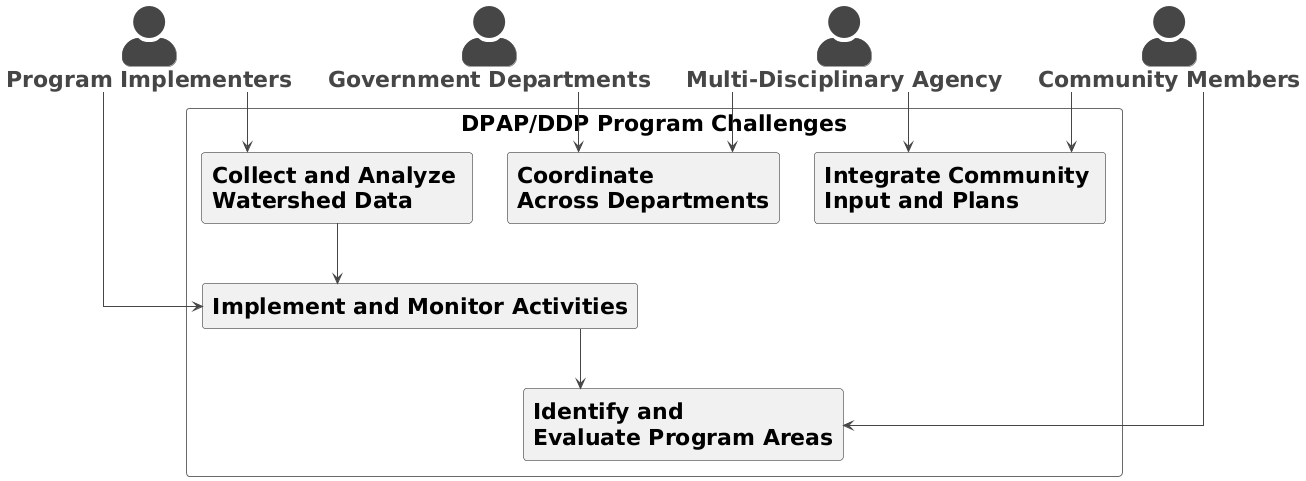 Program Implementers
Government Departments
Multi-Disciplinary Agency
Community Members
DPAP/DDP Program Challenges
Collect and Analyze
Watershed Data
Coordinate
Across Departments
Integrate Community
Input and Plans
Implement and Monitor Activities
Identify and
Evaluate Program Areas